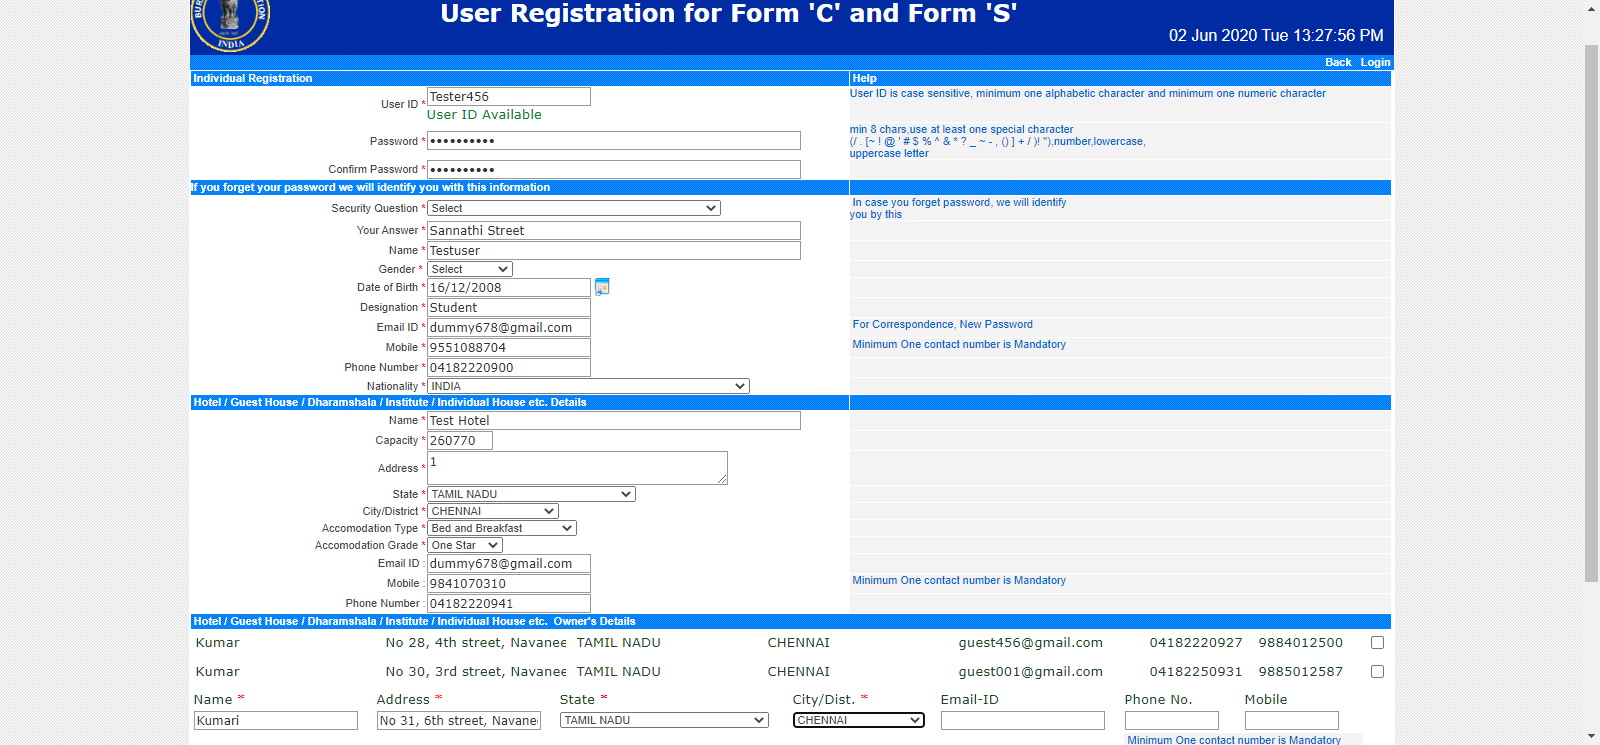 User Registration for Form 'C' and Form 'S'
INDIA
02 Jun 2020 Tue 13:27:56 PM
Back Login
Individual Registration Help
User ID * Tester456 User ID is case sensitive, minimum one alphabetic character and minimum one numeric character
User ID Available
min 8 chars,use at least one special character
Password * •••••••••• (/ . [~ ! @ ' # $ % ^ & * ? _ ~ - , () ] + / )! "),number,lowercase,
uppercase letter
Confirm Password * ••••••••••
If you forget your password we will identify you with this information
Security Question * Select In case you forget password, we will identify
you by this
Your Answer * Sannathi Street
Name * Testuser
Gender * Select
Date of Birth * 16/12/2008
Designation * Student
Email ID * dummy678@gmail.com For Correspondence, New Password
Mobile * 9551088704 Minimum One contact number is Mandatory
Phone Number * 04182220900
Nationality * INDIA
Hotel / Guest House / Dharamshala / Institute / Individual House etc. Details
Name * Test Hotel
Capacity * 260770
Address * 1
State * TAMIL NADU
City/District * CHENNAI
Accomodation Type * Bed and Breakfast
Accomodation Grade * One Star
Email ID : dummy678@gmail.com
Mobile : 9841070310 Minimum One contact number is Mandatory
Phone Number : 04182220941
Hotel / Guest House / Dharamshala / Institute / Individual House etc. Owner's Details
Kumar No 28, 4th street, Navanee TAMIL NADU CHENNAI guest456@gmail.com 04182220927 9884012500
Kumar No 30, 3rd street, Navanee TAMIL NADU CHENNAI guest001@gmail.com 04182250931 9885012587
Name * Address * State * City/Dist. * Email-ID Phone No. Mobile
Kumari No 31, 6th street, Navane TAMIL NADU CHENNAI
Minimum One contact number is Mandatory